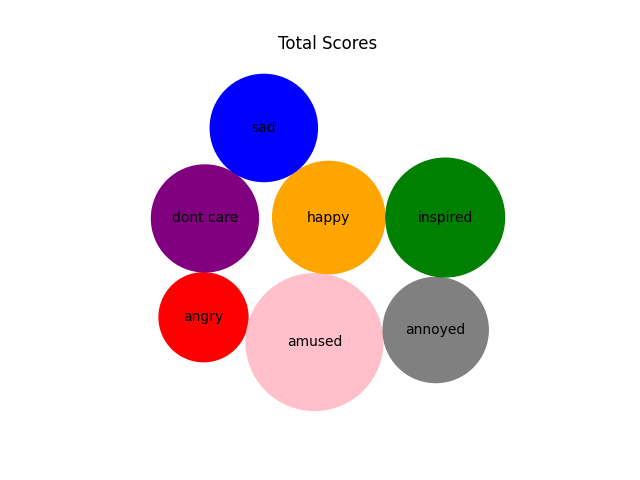 Total Scores
sad
dont care
happy
inspired
angry
amused
annoyed